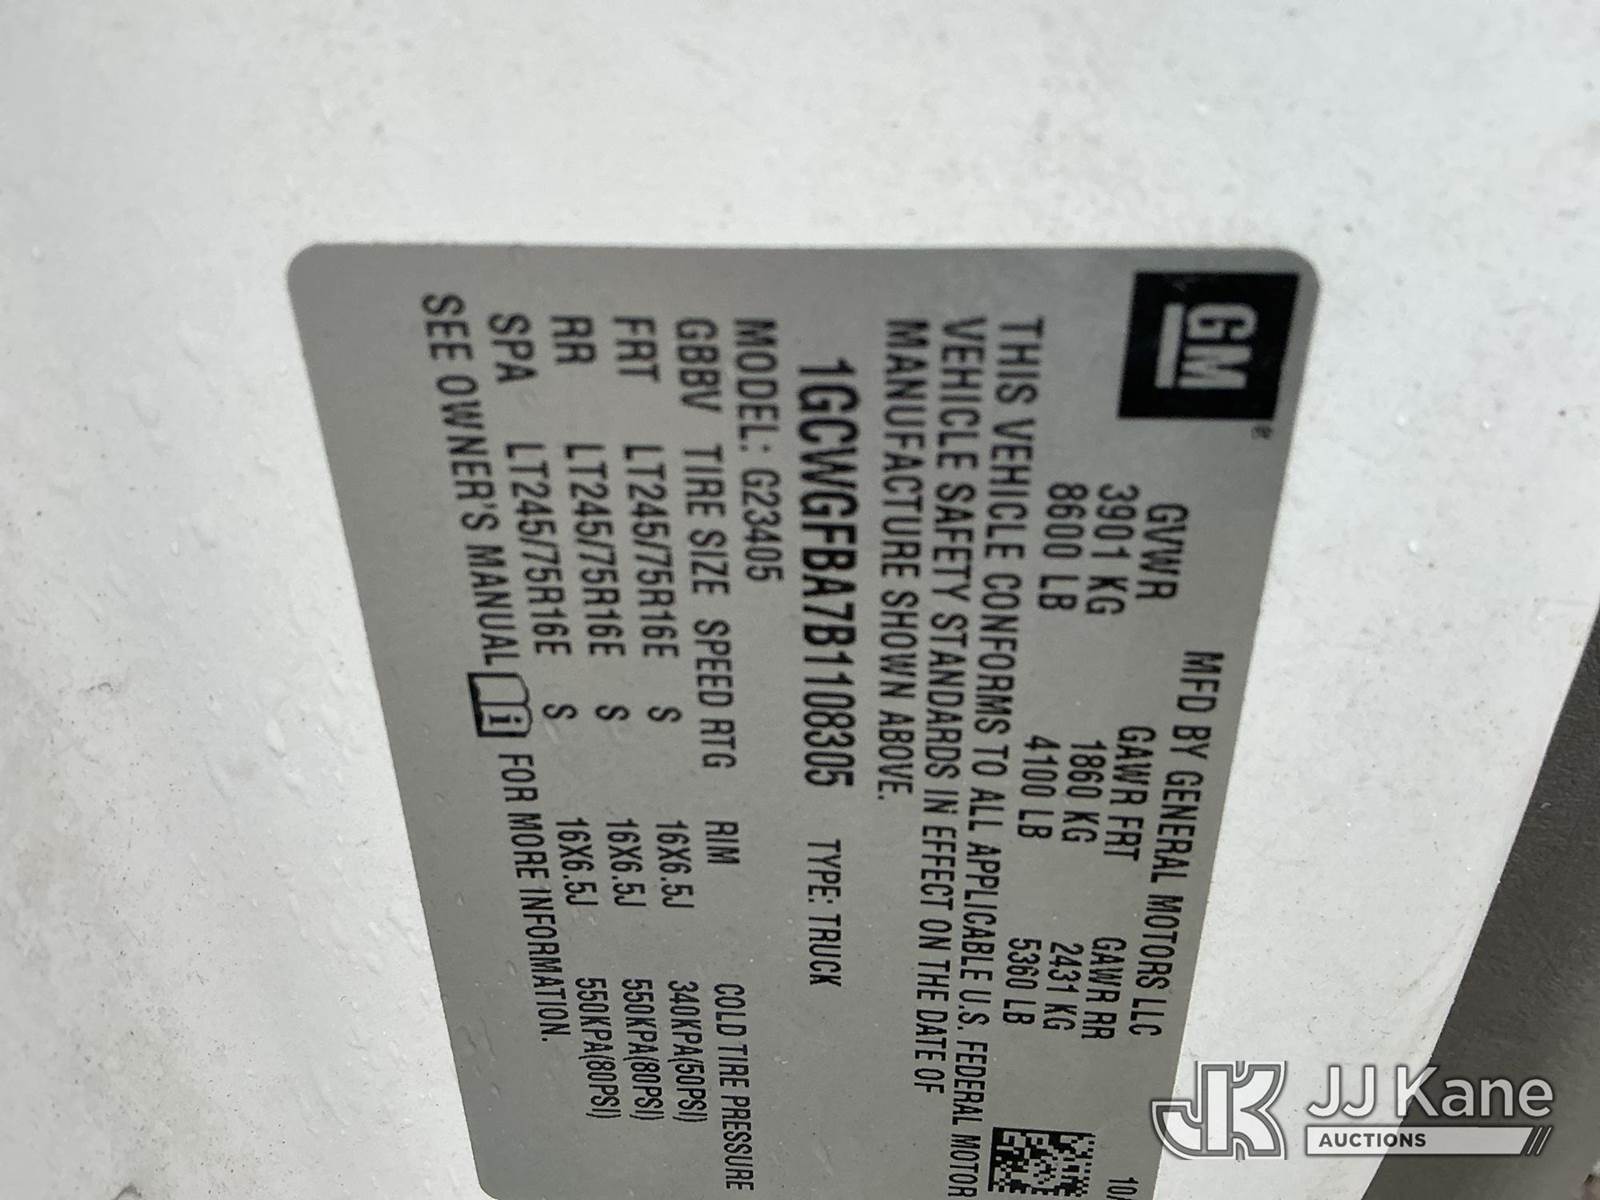 GM®
MFD BY GENERAL MOTORS LLC
GVWR GAWR FRT GAWR RR
3901 KG 1860 KG 2431 KG
8600 LB 4100 LB 5360 LB
THIS VEHICLE CONFORMS TO ALL APPLICABLE U.S. FEDERAL MOTOR
VEHICLE SAFETY STANDARDS IN EFFECT ON THE DATE OF
MANUFACTURE SHOWN ABOVE.
1GCWGFBA7B1108305 TYPE: TRUCK
MODEL: G23405
GBBV TIRE SIZE SPEED RTG RIM COLD TIRE PRESSURE
FRT LT245/75R16E S 16X6.5J 340KPA(50PSI)
RR LT245/75R16E S 16X6.5J 550KPA(80PSI)
SPA LT245/75R16E S 16X6.5J 550KPA(80PSI)
SEE OWNER'S MANUAL i FOR MORE INFORMATION.
JK JJ Kane
AUCTIONS